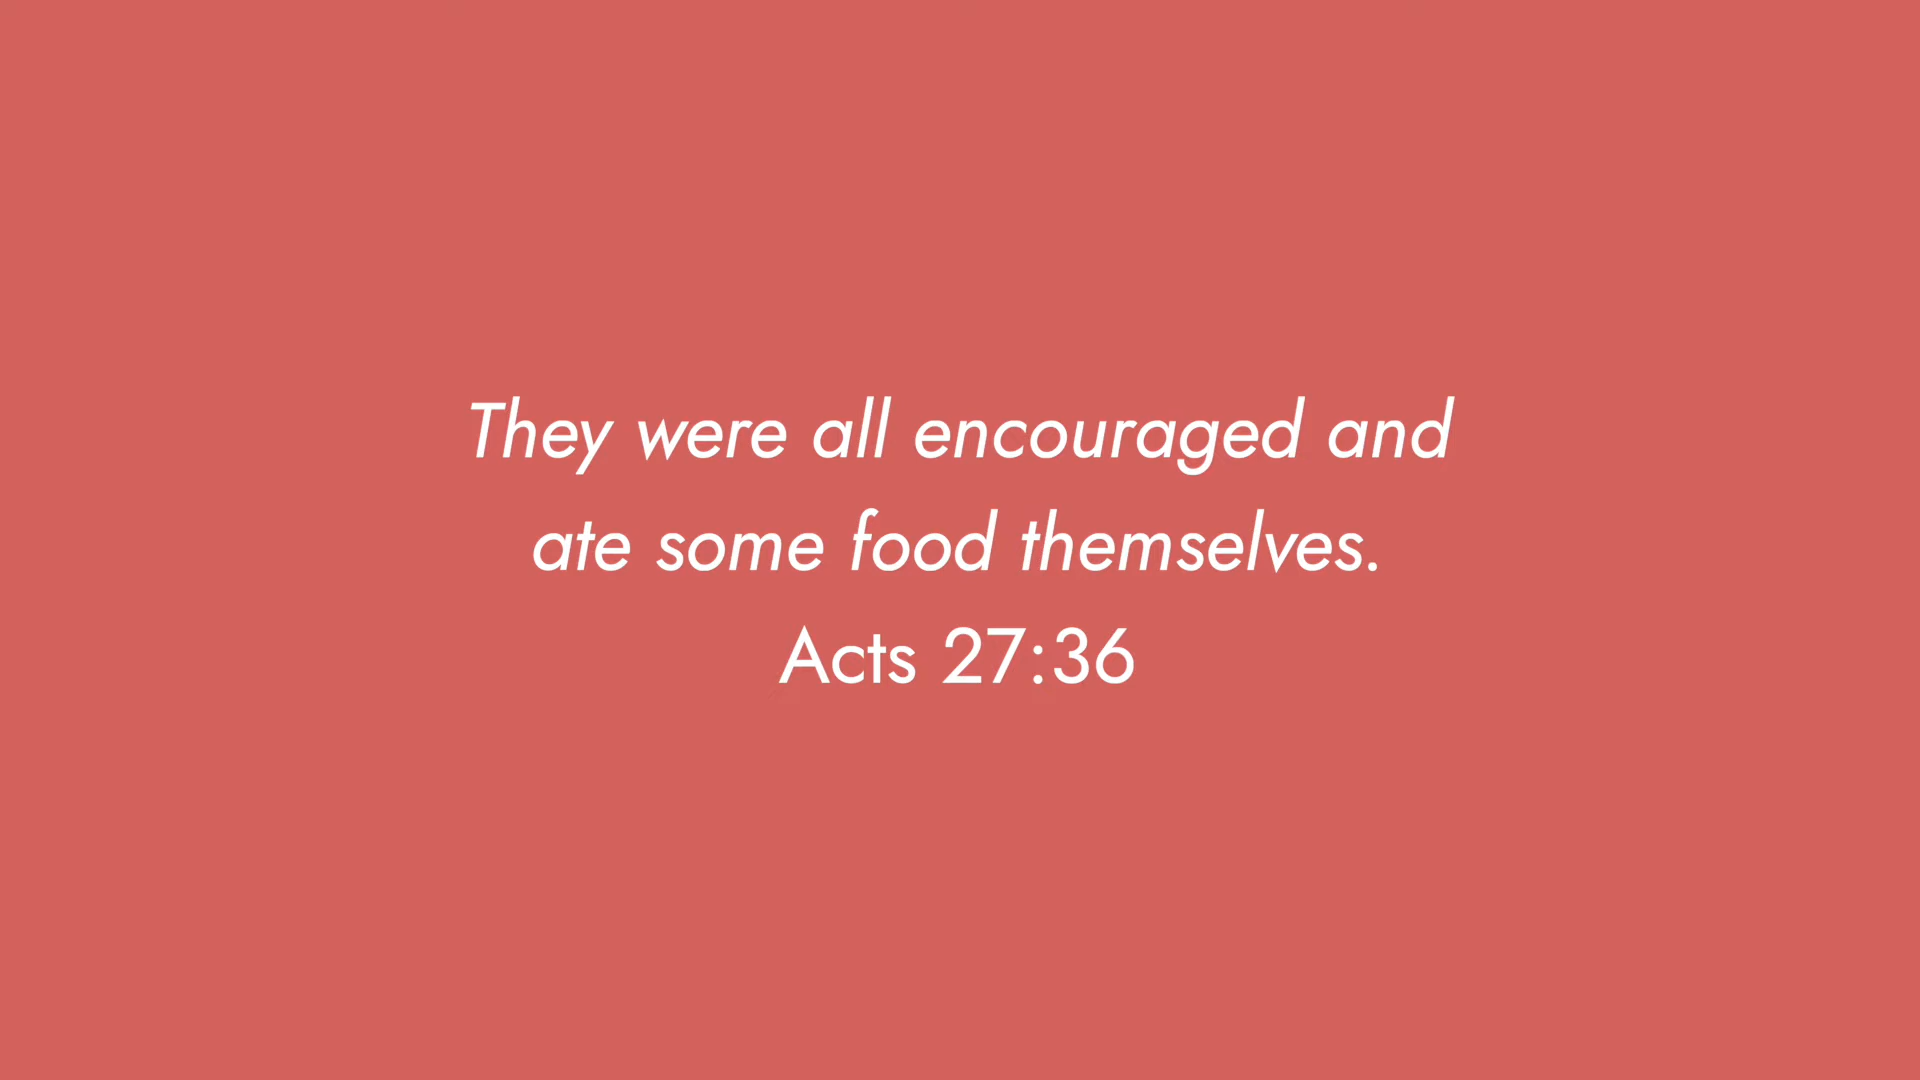 They were all encouraged and
ate some food themselves.
Acts 27:36